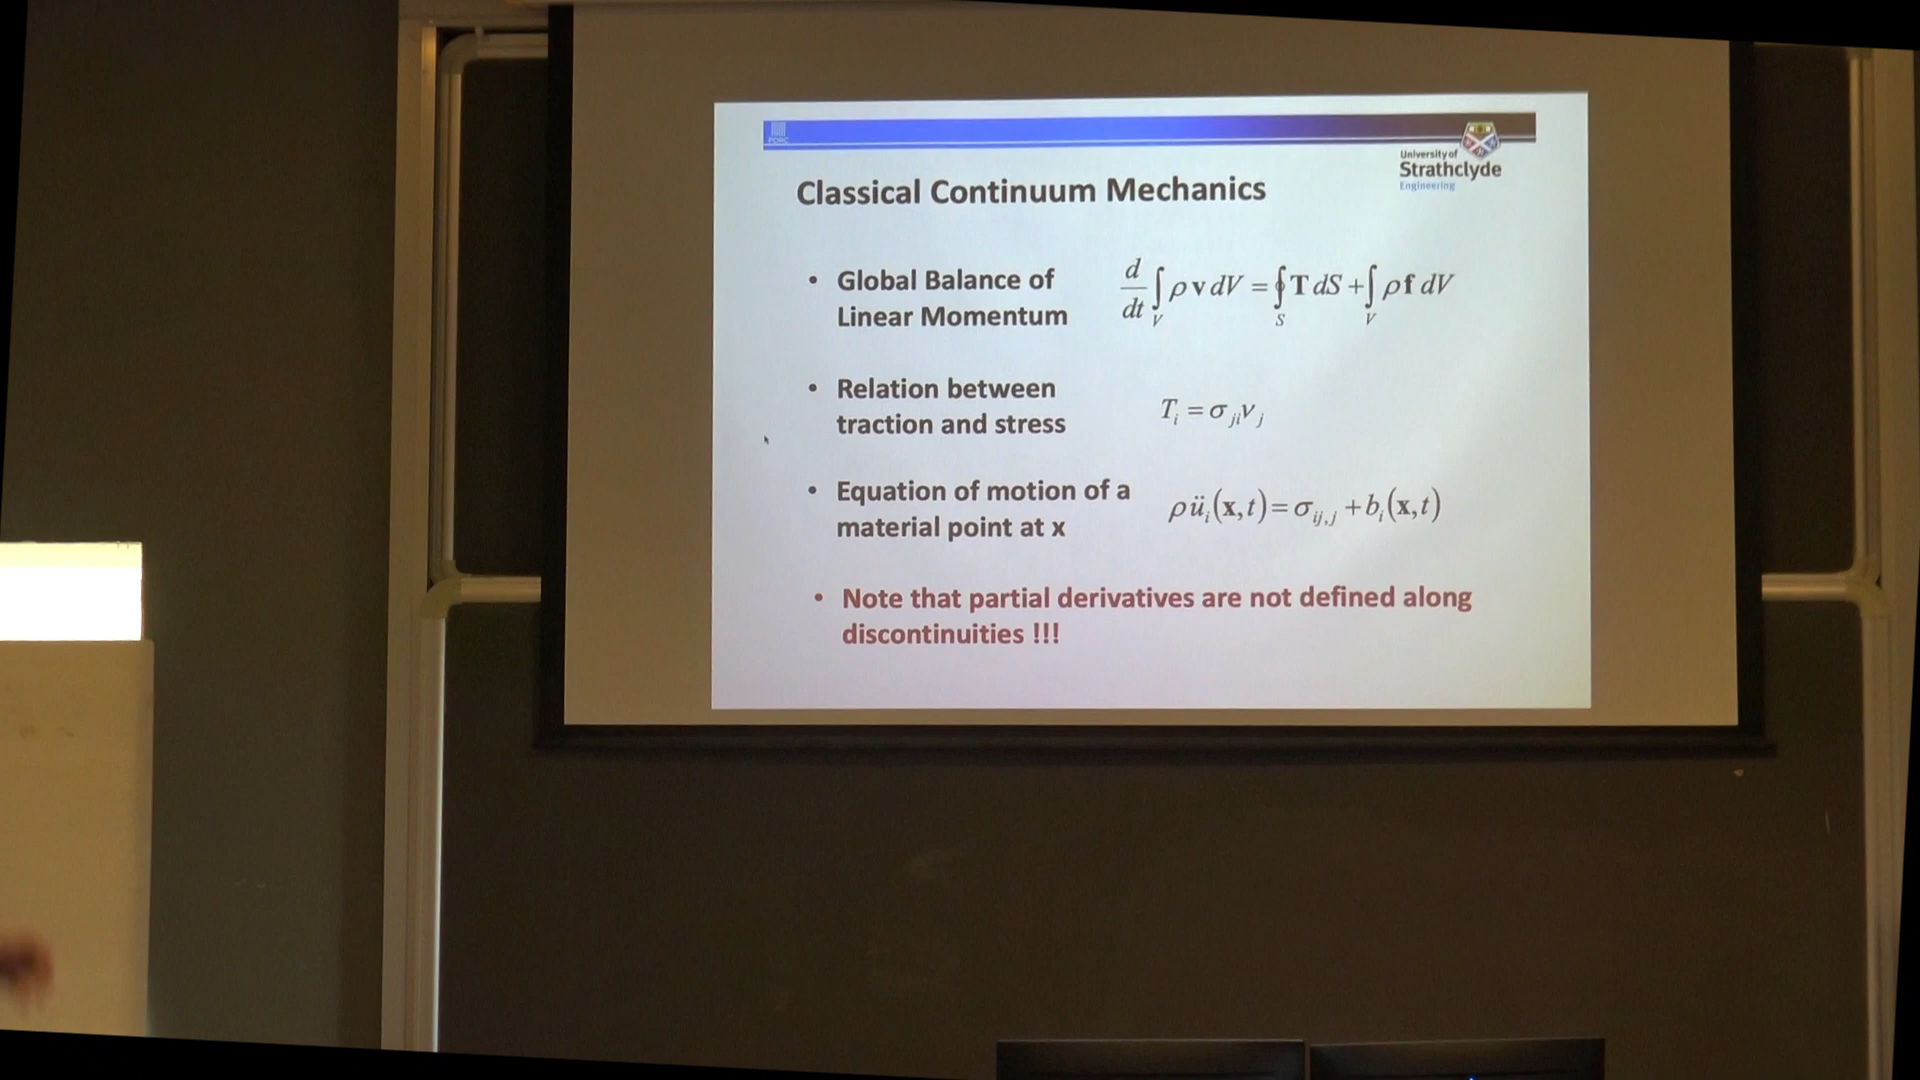 University of
Strathclyde
Engineering
Classical Continuum Mechanics
• Global Balance of
Linear Momentum
d/dt ∫_V ρ v dV = ∮_S T dS + ∫_V ρ f dV
• Relation between
traction and stress
T_i = σ_ji ν_j
• Equation of motion of a
material point at x
ρü_i(x,t) = σ_ij,j + b_i(x,t)
• Note that partial derivatives are not defined along
discontinuities !!!